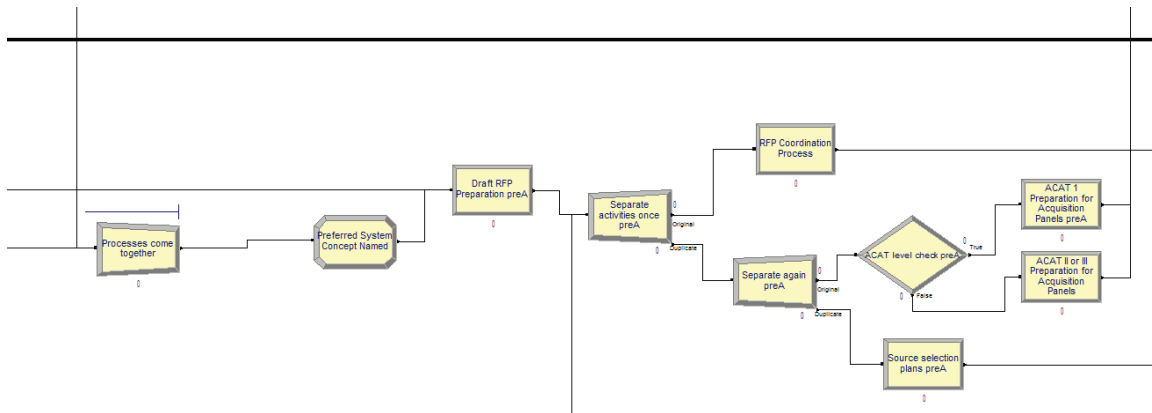 RFP Coordination
Process
Draft RFP
Preparation preA
Separate
activities once
preA
Original
Duplicate
ACAT 1
Preparation for
Acquisition
Panels preA
Processes come
together
Preferred System
Concept Named
ACAT level check preA
True
False
Separate again
preA
Original
Duplicate
ACAT II or III
Preparation for
Acquisition
Panels
Source selection
plans preA
0
0
0
0
0
0
0
0
0
0
0
0
0